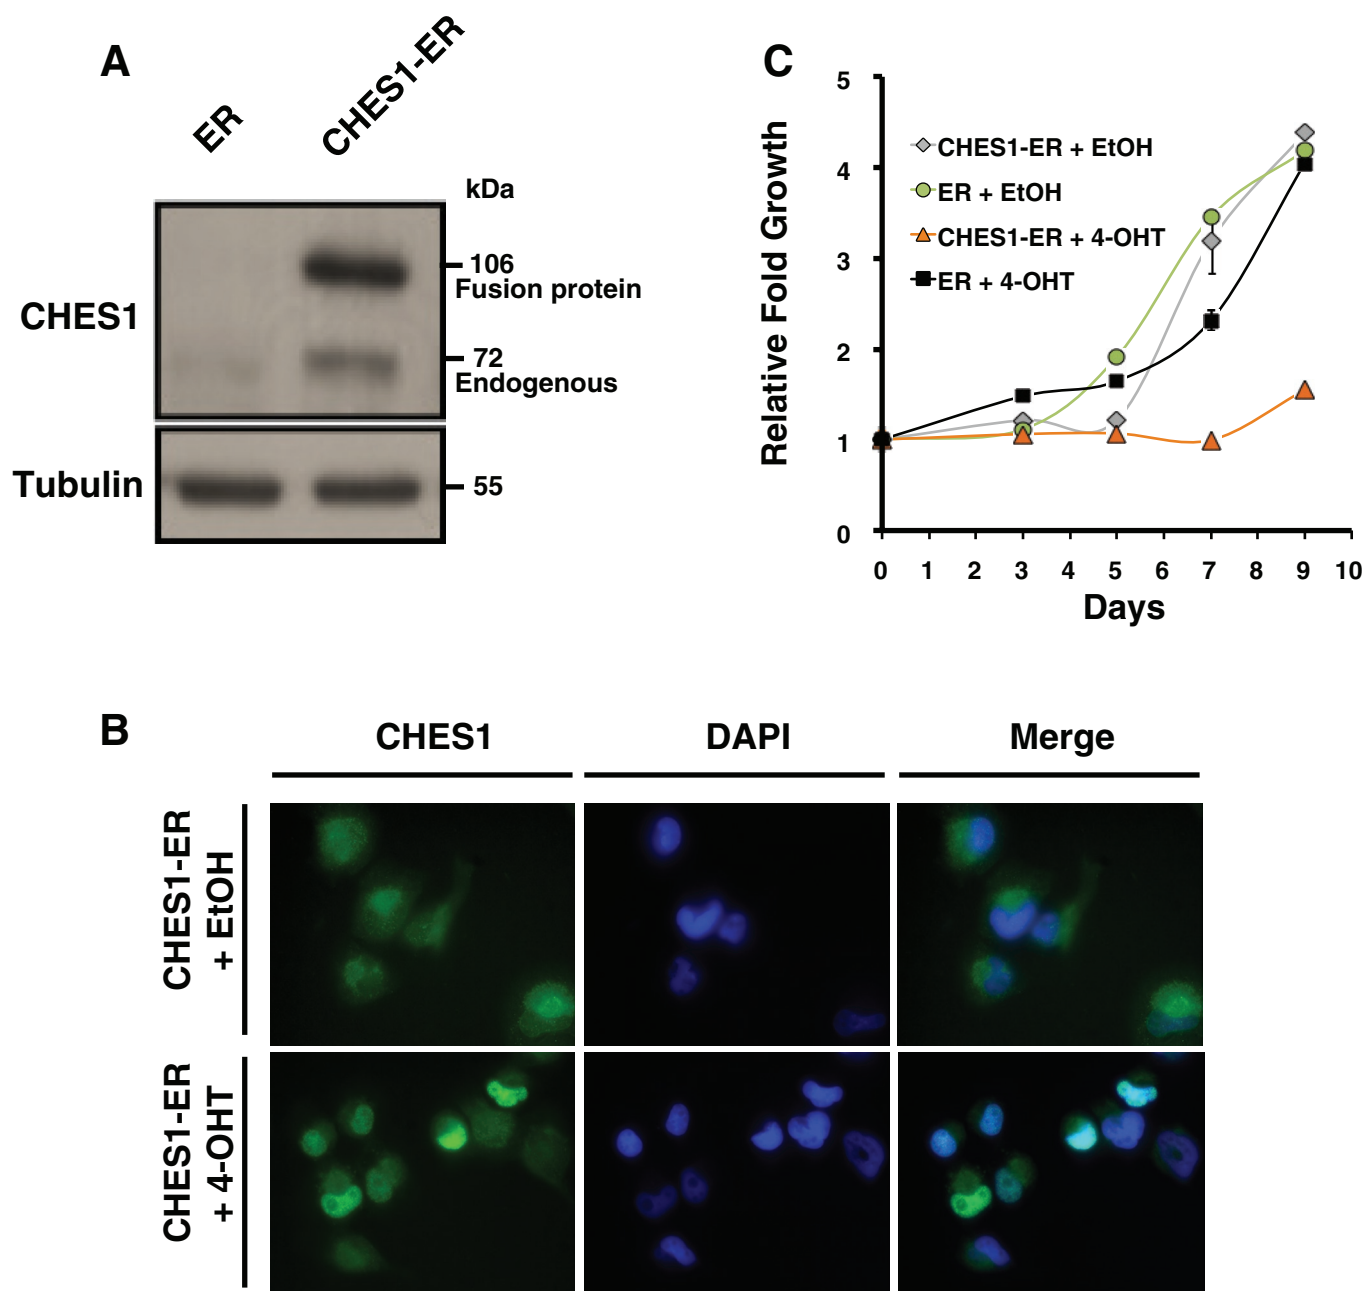 A
ER
CHES1-ER
kDa
CHES1
106
Fusion protein
72
Endogenous
Tubulin
55
C
Relative Fold Growth
5
4
3
2
1
0
CHES1-ER + EtOH
ER + EtOH
CHES1-ER + 4-OHT
ER + 4-OHT
0 1 2 3 4 5 6 7 8 9 10
Days
B
CHES1
DAPI
Merge
CHES1-ER
+ EtOH
CHES1-ER
+ 4-OHT